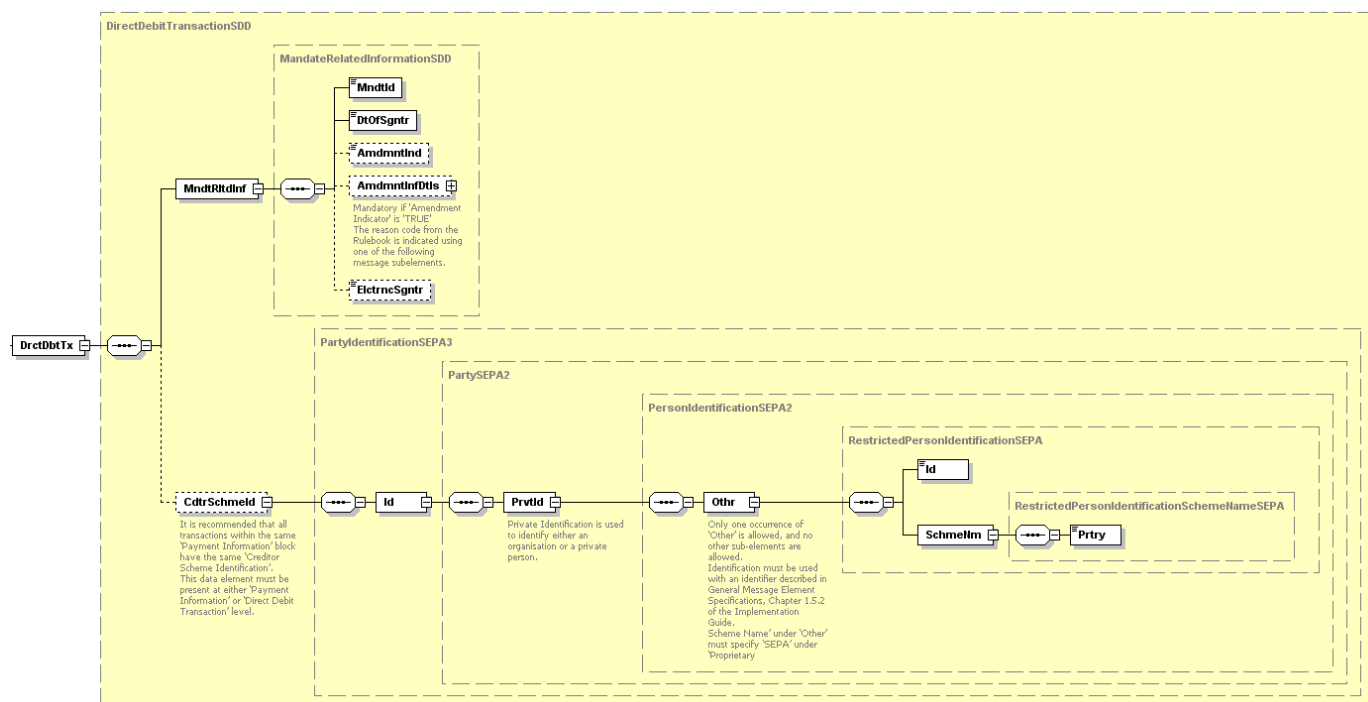 DirectDebitTransactionSDD
MandateRelatedInformationSDD
MndtId
DtOfSgntr
AmdmntInd
MndtRltdInf
AmdmntInfDtls
Mandatory if 'Amendment
Indicator' is 'TRUE'
The reason code from the
Rulebook is indicated using
one of the following
message subelements.
ElctrncSgntr
DrctDbtTx
PartyIdentificationSEPA3
PartySEPA2
PersonIdentificationSEPA2
RestrictedPersonIdentificationSEPA
Id
RestrictedPersonIdentificationSchemeNameSEPA
CdtrSchmeId
Id
PrvtId
Othr
SchmeNm
Prtry
It is recommended that all
transactions within the same
'Payment Information' block
have the same 'Creditor
Scheme Identification'.
This data element must be
present at either 'Payment
Information' or 'Direct Debit
Transaction' level.
Private Identification is used
to identify either an
organisation or a private
person.
Only one occurrence of
'Other' is allowed, and no
other sub-elements are
allowed.
Identification must be used
with an identifier described in
General Message Element
Specifications, Chapter 1.5.2
of the Implementation
Guide.
Scheme Name' under 'Other'
must specify 'SEPA' under
'Proprietary